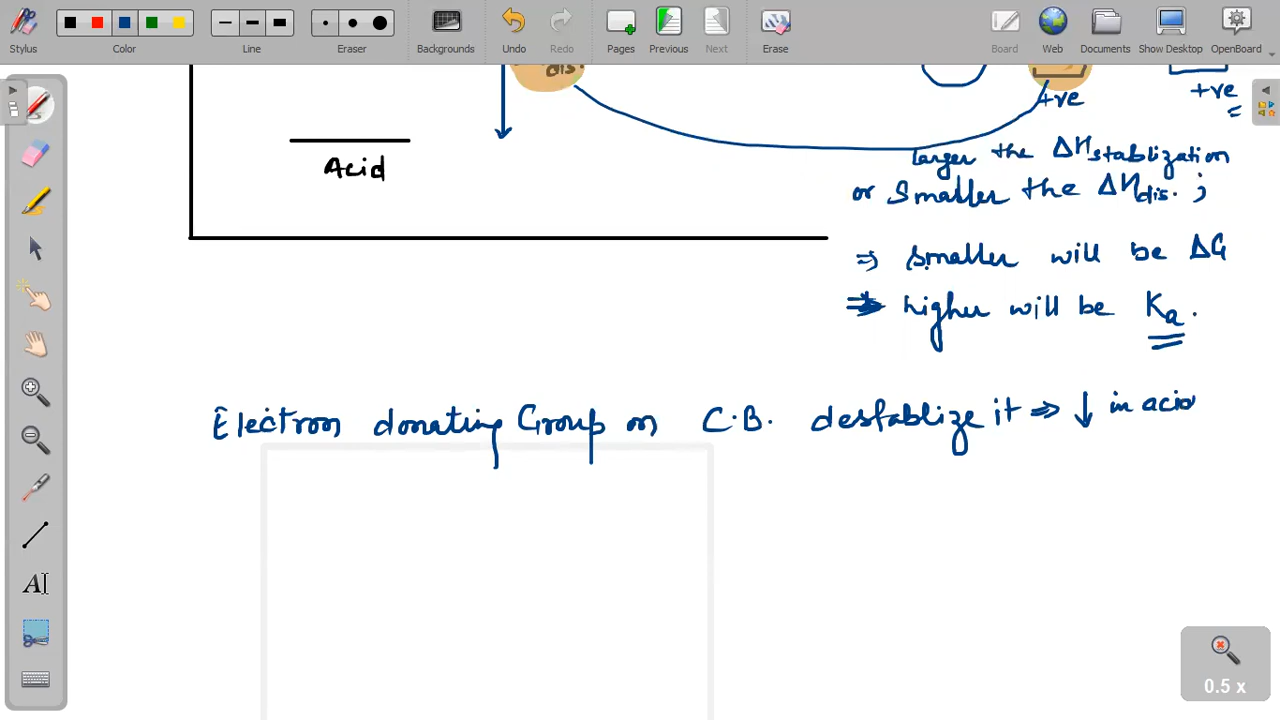 Stylus
Color
Line
Eraser
Backgrounds
Undo
Redo
Pages
Previous
Next
Erase
Board
Web
Documents
Show Desktop
OpenBoard
dis.
+ve
+ve
Acid
larger the ΔHstablization
or Smaller the ΔHdis. ;
⇒ smaller will be ΔG
⇒ higher will be Ka.
Electron donating Group on C.B. destablize it ⇒ ↓ in acid
0.5 x